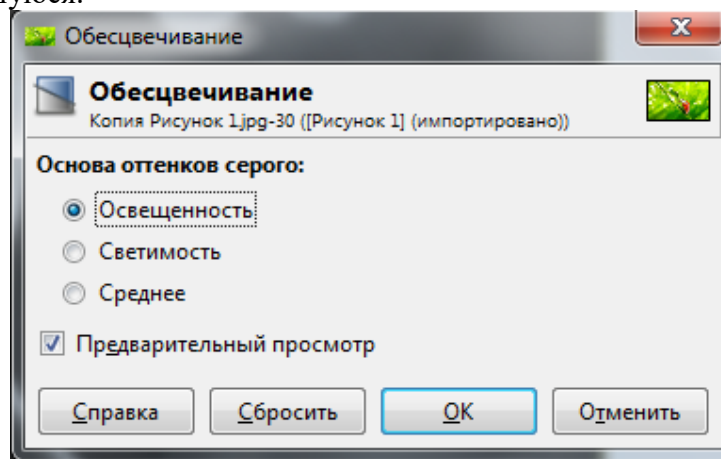 Обесцвечивание
Обесцвечивание
Копия Рисунок 1.jpg-30 ([Рисунок 1] (импортировано))
Основа оттенков серого:
Освещенность
Светимость
Среднее
Предварительный просмотр
Справка Сбросить OK Отменить